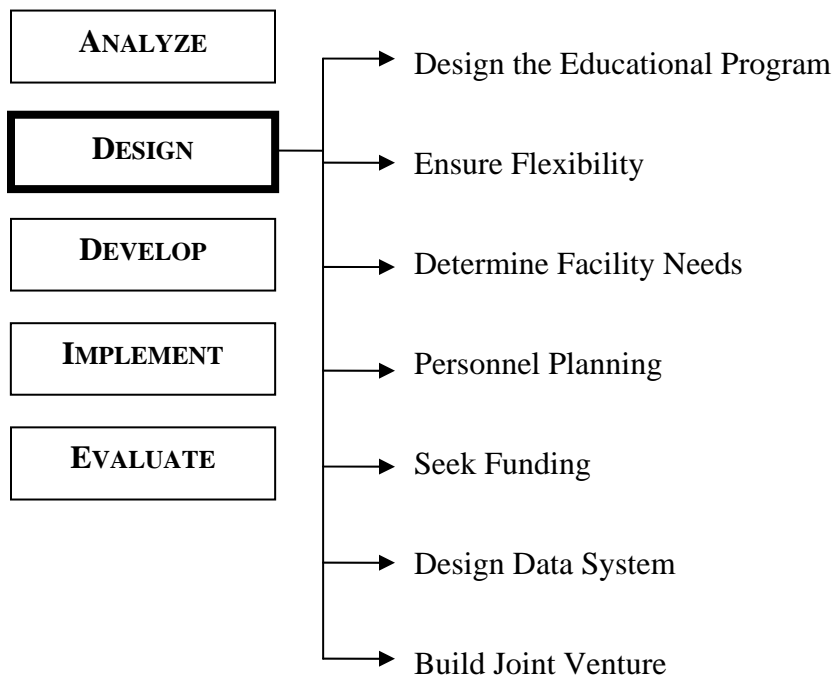 ANALYZE
DESIGN
DEVELOP
IMPLEMENT
EVALUATE
Design the Educational Program
Ensure Flexibility
Determine Facility Needs
Personnel Planning
Seek Funding
Design Data System
Build Joint Venture